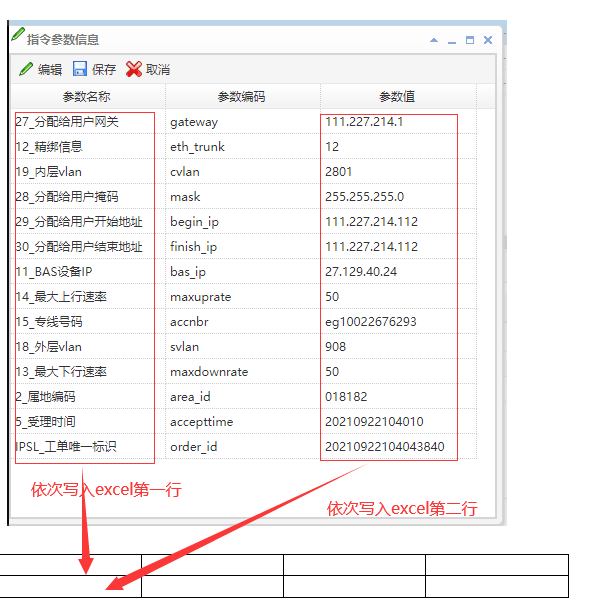 指令参数信息
编辑 保存 取消
参数名称 参数编码 参数值
27_分配给用户网关 gateway 111.227.214.1
12_精绑信息 eth_trunk 12
19_内层vlan cvlan 2801
28_分配给用户掩码 mask 255.255.255.0
29_分配给用户开始地址 begin_ip 111.227.214.112
30_分配给用户结束地址 finish_ip 111.227.214.112
11_BAS设备IP bas_ip 27.129.40.24
14_最大上行速率 maxuprate 50
15_专线号码 accnbr eg10022676293
18_外层vlan svlan 908
13_最大下行速率 maxdownrate 50
2_属地编码 area_id 018182
5_受理时间 accepttime 20210922104010
IPSL_工单唯一标识 order_id 20210922104043840
依次写入excel第一行
依次写入excel第二行